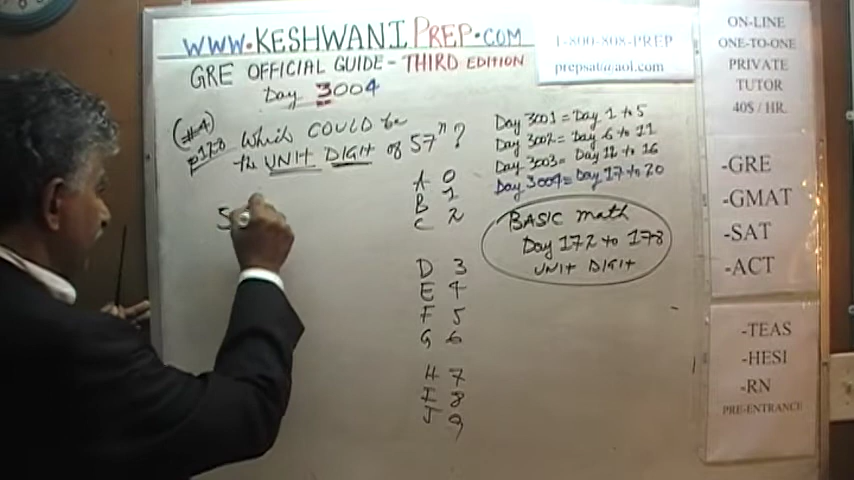 WWW.KESHWANIPREP.COM
GRE OFFICIAL GUIDE - THIRD EDITION
Day 3004
(#4)
p178
Which COULD be
the UNIT DIGIT of 57ⁿ ?
A 0
B 1
C 2
D 3
E 4
F 5
G 6
H 7
I 8
J 9
5
Day 3001 = Day 1 to 5
Day 3002 = Day 6 to 11
Day 3003 = Day 12 to 16
Day 3004 = Day 17 to 20
BASIC math
Day 172 to 178
UNIT DIGIT
1-800-808-PREP
prepsat@aol.com
ON-LINE
ONE-TO-ONE
PRIVATE
TUTOR
40$ / HR.
-GRE
-GMAT
-SAT
-ACT
-TEAS
-HESI
-RN
PRE-ENTRANCE